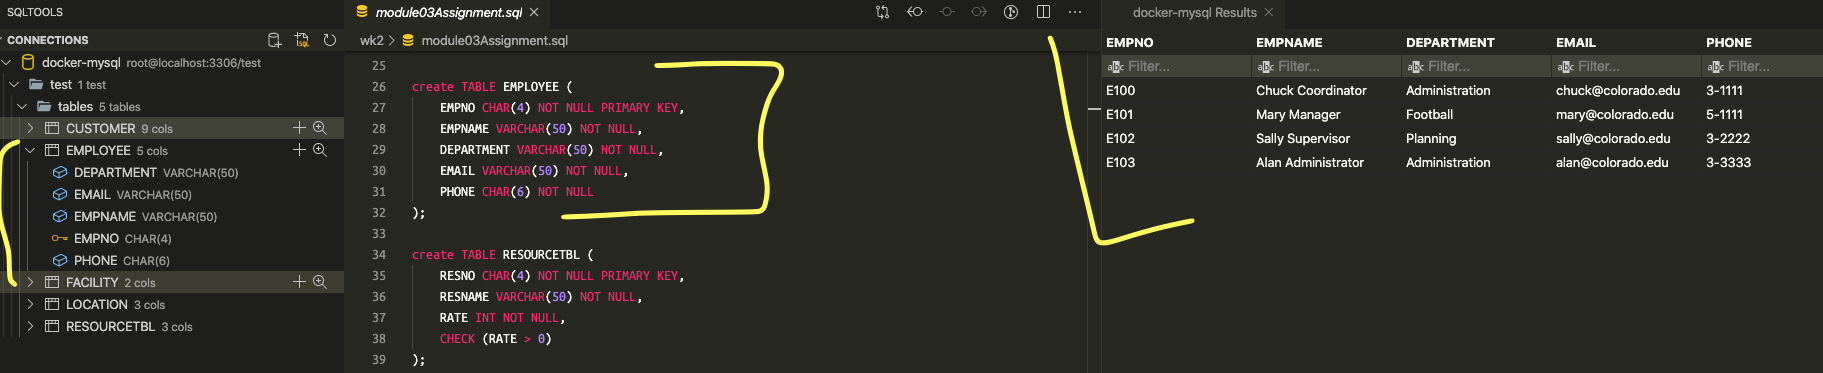 SQLTOOLS
CONNECTIONS
docker-mysql root@localhost:3306/test
test 1 test
tables 5 tables
CUSTOMER 9 cols
EMPLOYEE 5 cols
DEPARTMENT VARCHAR(50)
EMAIL VARCHAR(50)
EMPNAME VARCHAR(50)
EMPNO CHAR(4)
PHONE CHAR(6)
FACILITY 2 cols
LOCATION 3 cols
RESOURCETBL 3 cols
module03Assignment.sql
wk2 > module03Assignment.sql
25
26 create TABLE EMPLOYEE (
27 EMPNO CHAR(4) NOT NULL PRIMARY KEY,
28 EMPNAME VARCHAR(50) NOT NULL,
29 DEPARTMENT VARCHAR(50) NOT NULL,
30 EMAIL VARCHAR(50) NOT NULL,
31 PHONE CHAR(6) NOT NULL
32 );
33
34 create TABLE RESOURCETBL (
35 RESNO CHAR(4) NOT NULL PRIMARY KEY,
36 RESNAME VARCHAR(50) NOT NULL,
37 RATE INT NOT NULL,
38 CHECK (RATE > 0)
39 );
docker-mysql Results
EMPNO EMPNAME DEPARTMENT EMAIL PHONE
abc Filter... abc Filter... abc Filter... abc Filter... abc Filter...
E100 Chuck Coordinator Administration chuck@colorado.edu 3-1111
E101 Mary Manager Football mary@colorado.edu 5-1111
E102 Sally Supervisor Planning sally@colorado.edu 3-2222
E103 Alan Administrator Administration alan@colorado.edu 3-3333